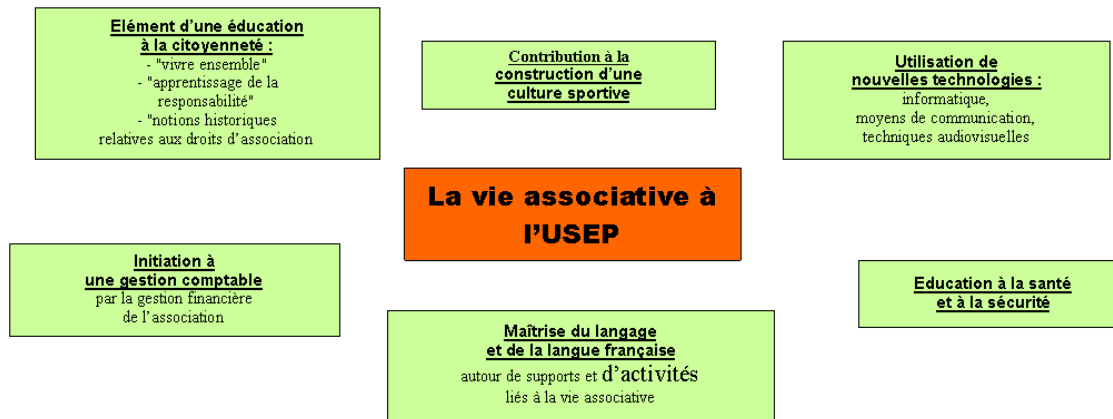 Elément d'une éducation
à la citoyenneté :
- "vivre ensemble"
- "apprentissage de la
responsabilité"
- "notions historiques
relatives aux droits d'association
Contribution à la
construction d'une
culture sportive
Utilisation de
nouvelles technologies :
informatique,
moyens de communication,
techniques audiovisuelles
La vie associative à
l'USEP
Initiation à
une gestion comptable
par la gestion financière
de l'association
Education à la santé
et à la sécurité
Maîtrise du langage
et de la langue française
autour de supports et d'activités
liés à la vie associative